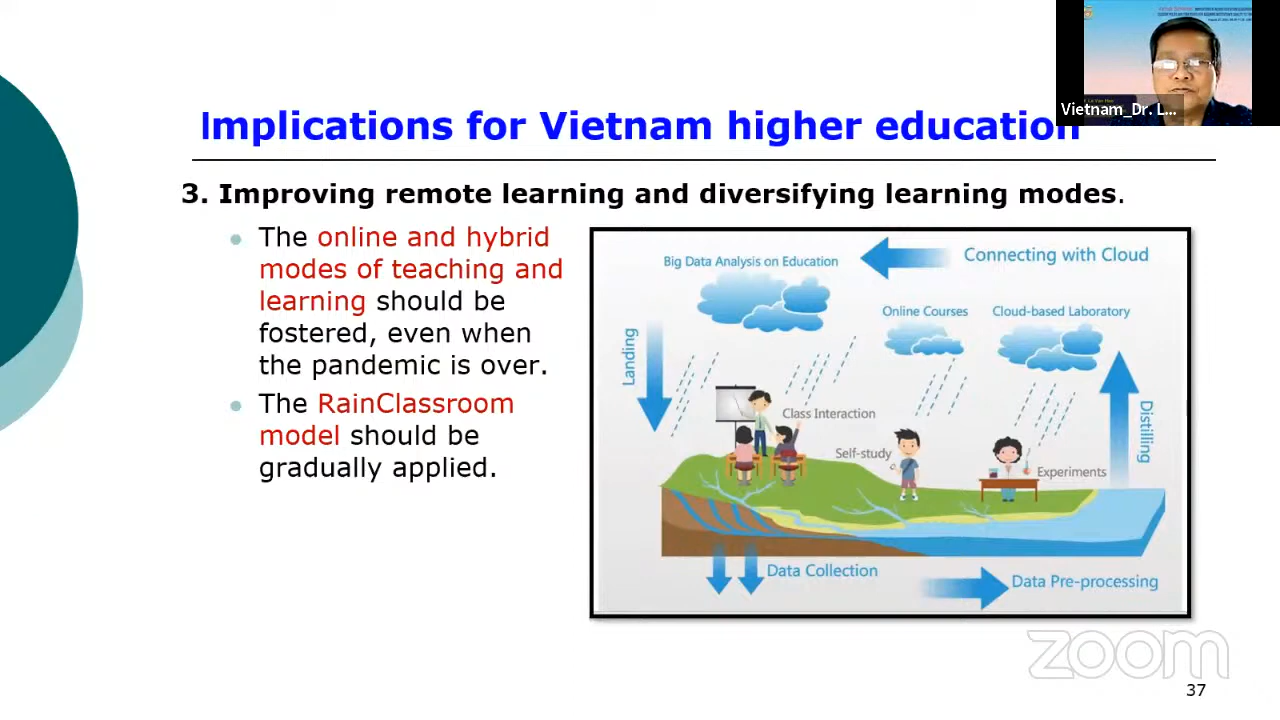 Implications for Vietnam higher education
Vietnam_Dr. L...
3. Improving remote learning and diversifying learning modes.
The online and hybrid
modes of teaching and
learning should be
fostered, even when
the pandemic is over.
The RainClassroom
model should be
gradually applied.
Connecting with Cloud
Big Data Analysis on Education
Online Courses
Cloud-based Laboratory
Landing
Class Interaction
Self-study
Experiments
Distilling
Data Collection
Data Pre-processing
zoom
37